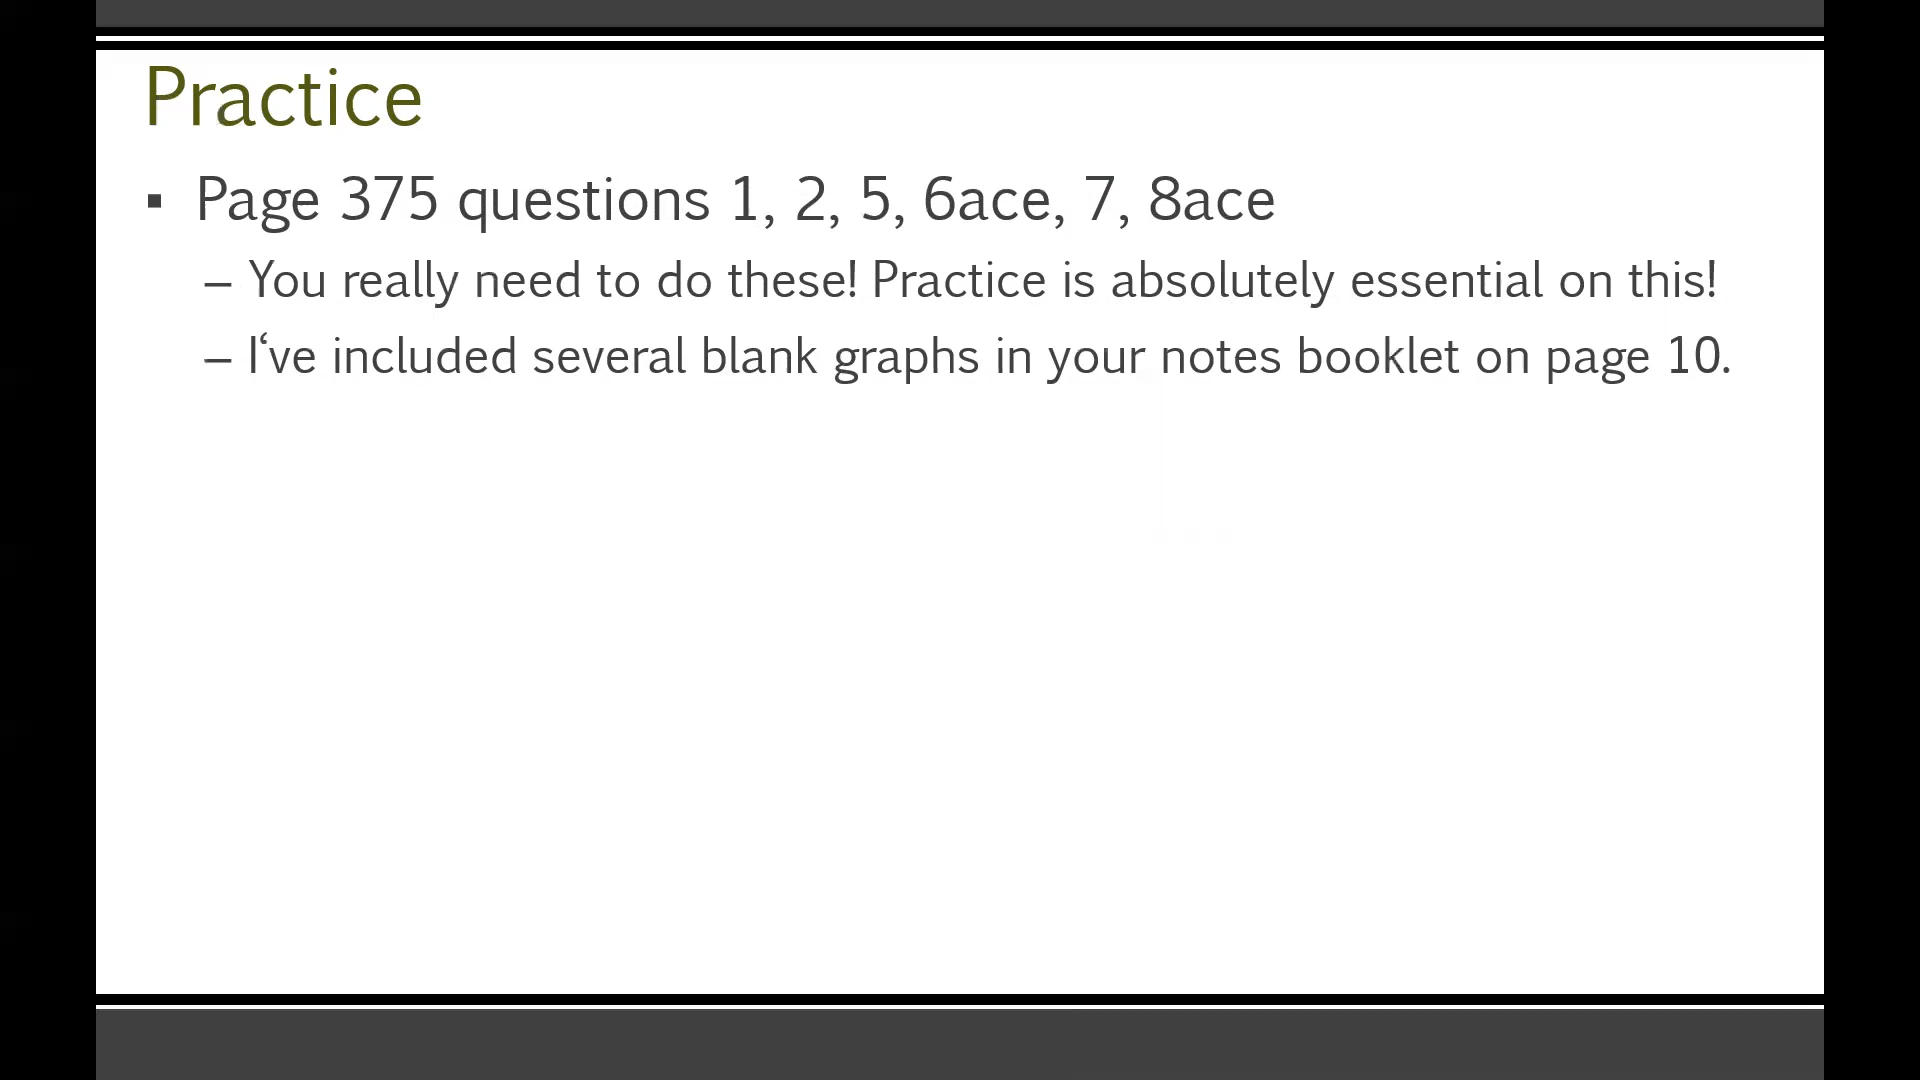 Practice
▪ Page 375 questions 1, 2, 5, 6ace, 7, 8ace
– You really need to do these! Practice is absolutely essential on this!
– I‘ve included several blank graphs in your notes booklet on page 10.